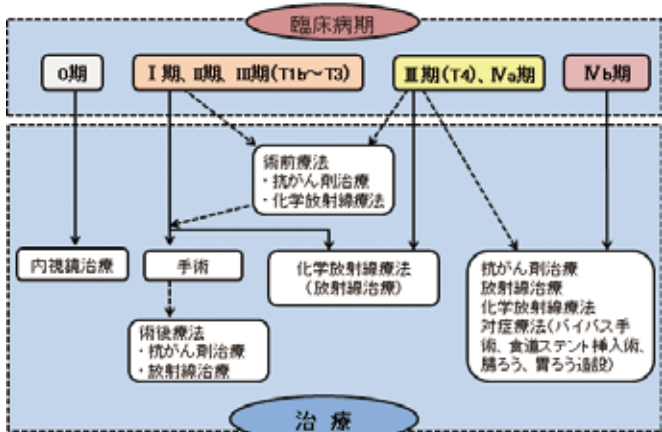 臨床病期
0期
Ⅰ期、Ⅱ期、Ⅲ期(T1b～T3)
Ⅲ期(T4)、Ⅳa期
Ⅳb期
術前療法
・抗がん剤治療
・化学放射線療法
内視鏡治療
手術
化学放射線療法
(放射線治療)
抗がん剤治療
放射線治療
化学放射線療法
対症療法(バイパス手
術、食道ステント挿入術、
腸ろう、胃ろう造設)
術後療法
・抗がん剤治療
・放射線治療
治療